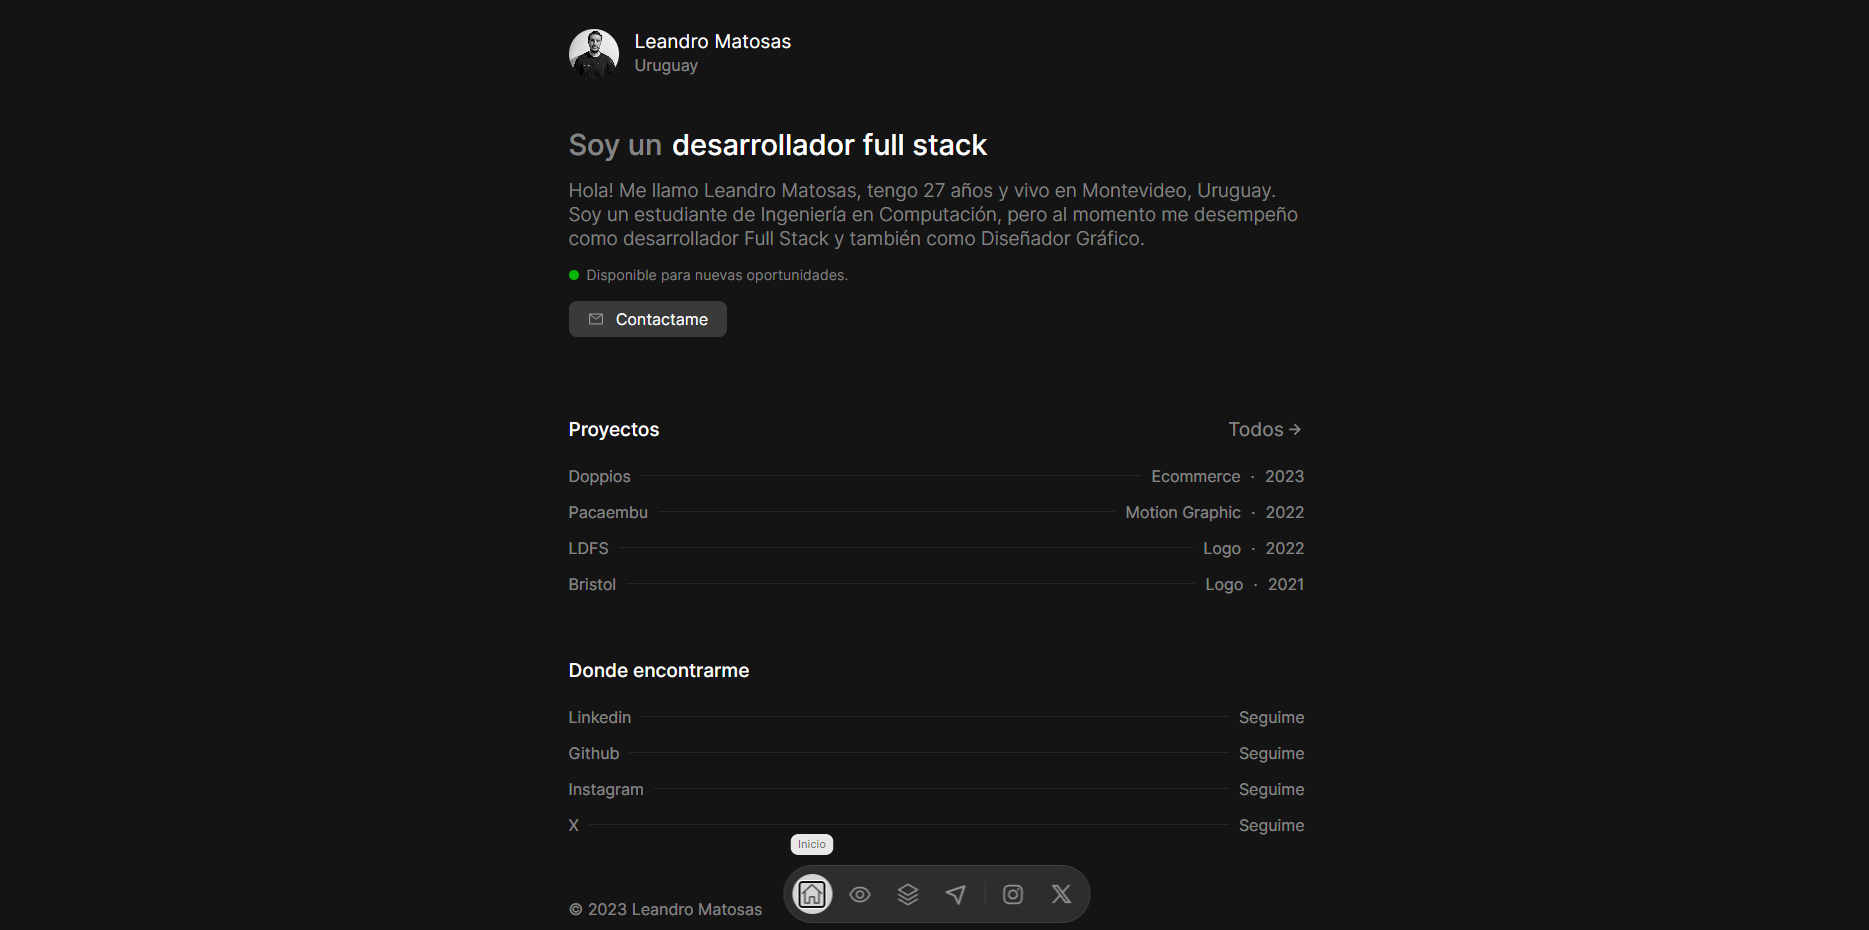 Leandro Matosas
Uruguay
Soy un desarrollador full stack
Hola! Me llamo Leandro Matosas, tengo 27 años y vivo en Montevideo, Uruguay.
Soy un estudiante de Ingeniería en Computación, pero al momento me desempeño
como desarrollador Full Stack y también como Diseñador Gráfico.
Disponible para nuevas oportunidades.
Contactame
Proyectos Todos →
Doppios Ecommerce · 2023
Pacaembu Motion Graphic · 2022
LDFS Logo · 2022
Bristol Logo · 2021
Donde encontrarme
Linkedin Seguime
Github Seguime
Instagram Seguime
X Seguime
Inicio
© 2023 Leandro Matosas